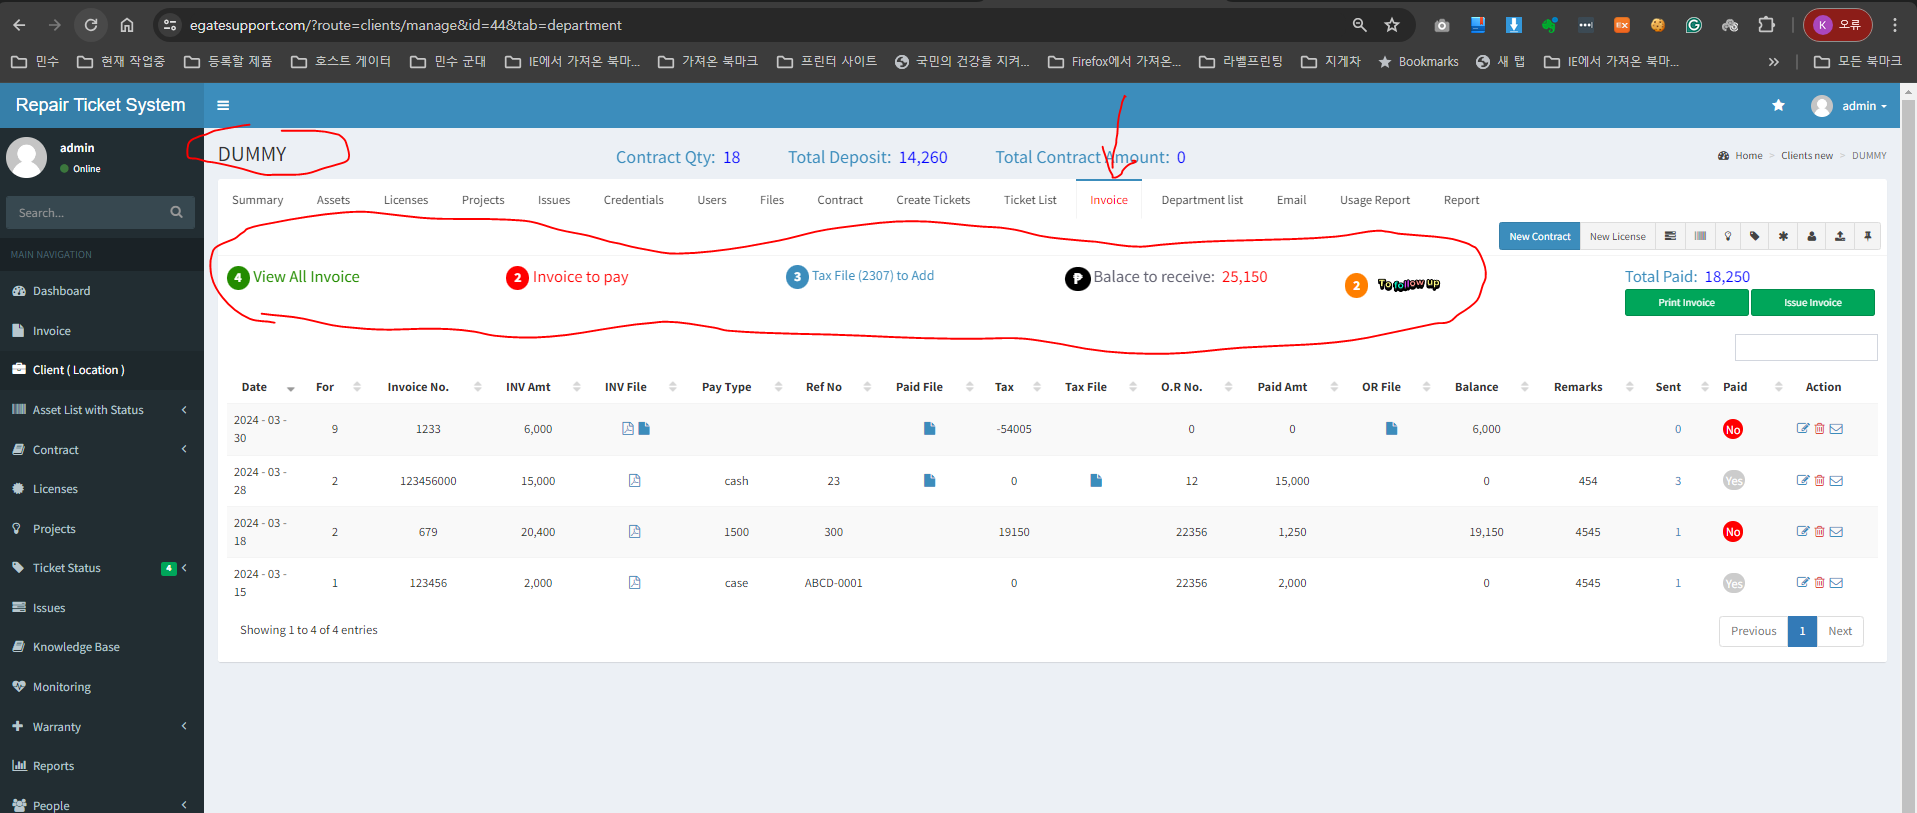 egatesupport.com/?route=clients/manage&id=44&tab=department
K 오류
민수 현재 작업중 등록할 제품 호스트 게이터 민수 군대 IE에서 가져온 북마... 가져온 북마크 프린터 사이트 국민의 건강을 지켜... Firefox에서 가져온... 라벨프린팅 지게차 Bookmarks 새 탭 IE에서 가져온 북마... » 모든 북마크
Repair Ticket System
admin
admin
Online
Search...
MAIN NAVIGATION
Dashboard
Invoice
Client ( Location )
Asset List with Status
Contract
Licenses
Projects
Ticket Status 4
Issues
Knowledge Base
Monitoring
Warranty
Reports
People
DUMMY
Contract Qty: 18 Total Deposit: 14,260 Total Contract Amount: 0
Home > Clients new > DUMMY
Summary Assets Licenses Projects Issues Credentials Users Files Contract Create Tickets Ticket List Invoice Department list Email Usage Report Report
New Contract New License
4 View All Invoice 2 Invoice to pay 3 Tax File (2307) to Add ₱ Balace to receive: 25,150 2 To follow up
Total Paid: 18,250
Print Invoice Issue Invoice
Date For Invoice No. INV Amt INV File Pay Type Ref No Paid File Tax Tax File O.R No. Paid Amt OR File Balance Remarks Sent Paid Action
2024 - 03 -
30 9 1233 6,000 -54005 0 0 6,000 0 No
2024 - 03 -
28 2 123456000 15,000 cash 23 0 12 15,000 0 454 3 Yes
2024 - 03 -
18 2 679 20,400 1500 300 19150 22356 1,250 19,150 4545 1 No
2024 - 03 -
15 1 123456 2,000 case ABCD-0001 0 22356 2,000 0 4545 1 Yes
Showing 1 to 4 of 4 entries
Previous 1 Next